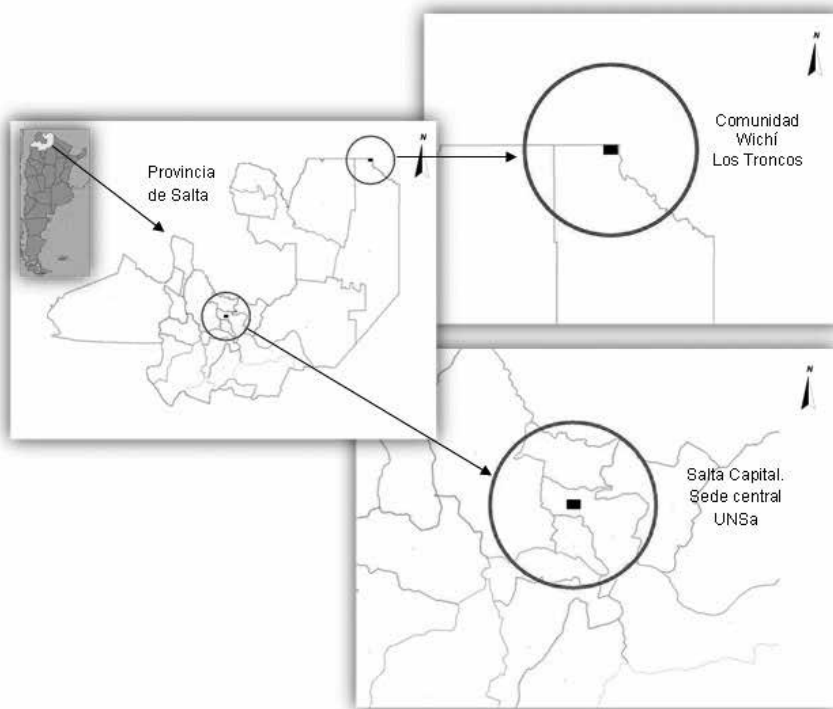 N
Comunidad
Wichí
Los Troncos
N
Provincia
de Salta
N
Salta Capital.
Sede central
UNSa